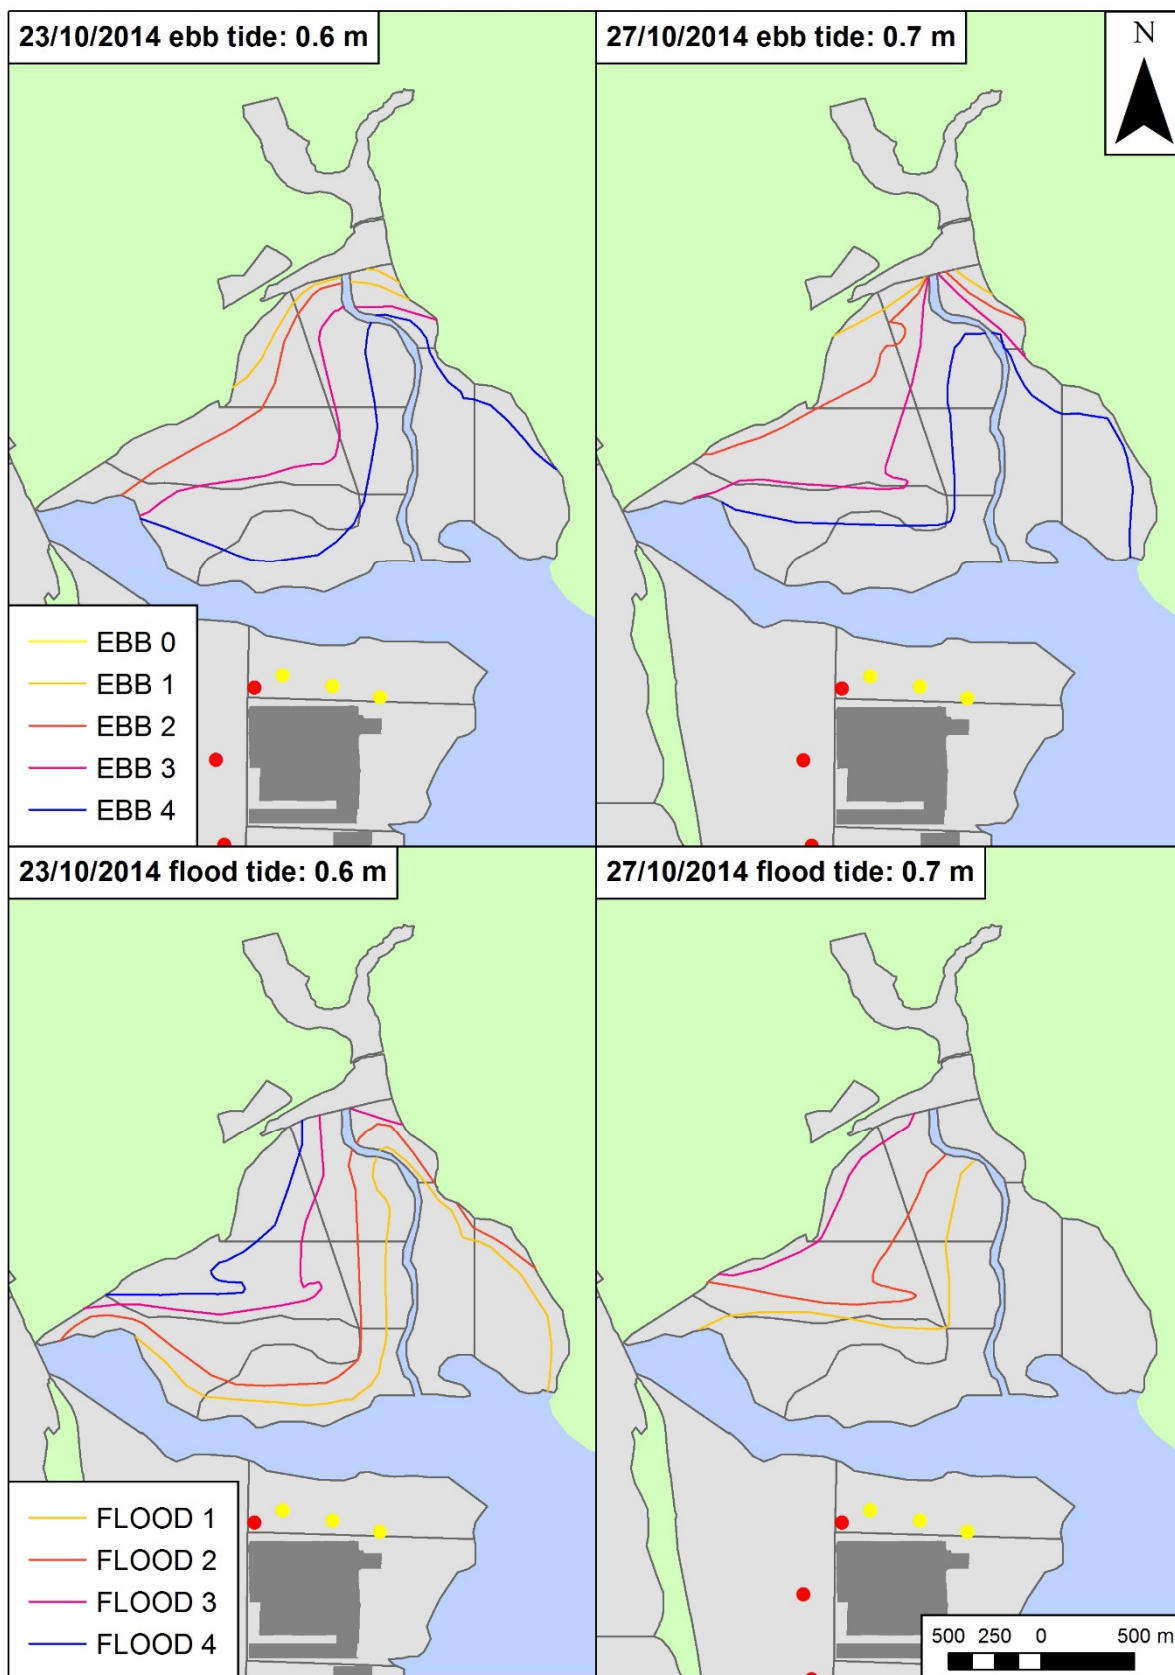 23/10/2014 ebb tide: 0.6 m
27/10/2014 ebb tide: 0.7 m
N
EBB 0
EBB 1
EBB 2
EBB 3
EBB 4
23/10/2014 flood tide: 0.6 m
27/10/2014 flood tide: 0.7 m
FLOOD 1
FLOOD 2
FLOOD 3
FLOOD 4
500 250 0 500 m